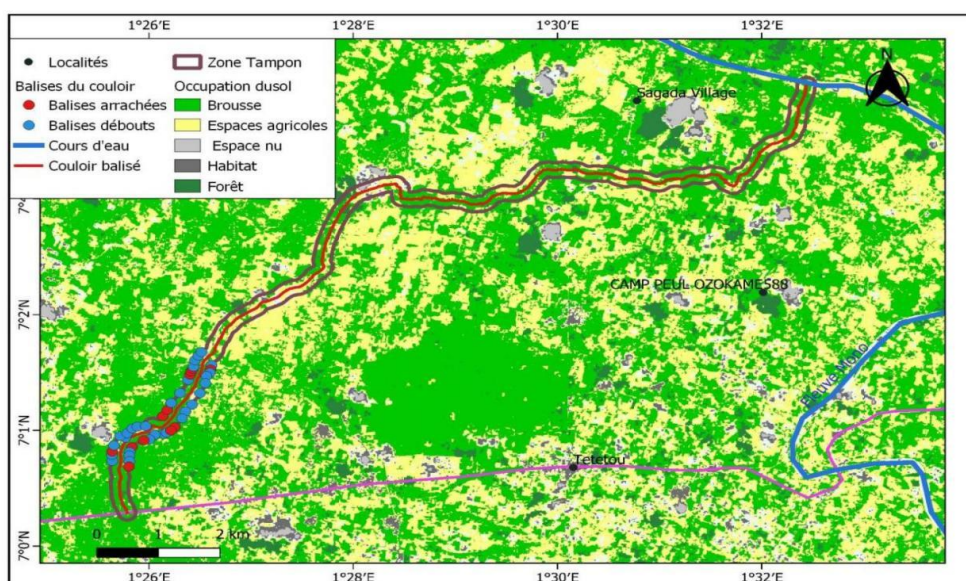 1°26'E 1°28'E 1°30'E 1°32'E
Localités
Balises du couloir
Balises arrachées
Balises débouts
Cours d'eau
Couloir balisé
Zone Tampon
Occupation dusol
Brousse
Espaces agricoles
Espace nu
Habitat
Forêt
N
Sagada Village
CAMP PEUL OZOKAME588
7°2'N
Fleuve Mono
7°1'N
Tetetou
7°0'N
0 1 2 km
1°26'E 1°28'E 1°30'E 1°32'E